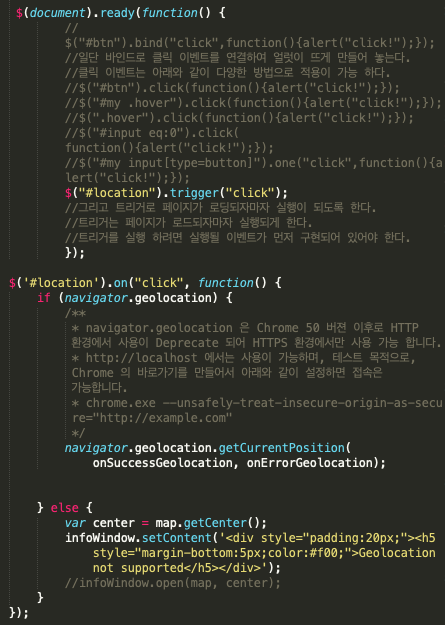 $(document).ready(function() {
//
$("#btn").bind("click",function(){alert("click!");});
//일단 바인드로 클릭 이벤트를 연결하여 얼럿이 뜨게 만들어 놓는다.
//클릭 이벤트는 아래와 같이 다양한 방법으로 적용이 가능 하다.
//$("#btn").click(function(){alert("click!");});
//$("#my .hover").click(function(){alert("click!");});
//$(".hover").click(function(){alert("click!");});
//$("#input eq:0").click(
function(){alert("click!");});
//$("#my input[type=button]").one("click",function(){a
lert("click!");});
$("#location").trigger("click");
//그리고 트리거로 페이지가 로딩되자마자 실행이 되도록 한다.
//트리거는 페이지가 로드되자마자 실행되게 한다.
//트리거를 실행 하려면 실행될 이벤트가 먼저 구현되어 있어야 한다.
});
$('#location').on("click", function() {
if (navigator.geolocation) {
/**
* navigator.geolocation 은 Chrome 50 버젼 이후로 HTTP
환경에서 사용이 Deprecate 되어 HTTPS 환경에서만 사용 가능 합니다.
* http://localhost 에서는 사용이 가능하며, 테스트 목적으로,
Chrome 의 바로가기를 만들어서 아래와 같이 설정하면 접속은
가능합니다.
* chrome.exe --unsafely-treat-insecure-origin-as-secu
re="http://example.com"
*/
navigator.geolocation.getCurrentPosition(
onSuccessGeolocation, onErrorGeolocation);
} else {
var center = map.getCenter();
infoWindow.setContent('<div style="padding:20px;"><h5
style="margin-bottom:5px;color:#f00;">Geolocation
not supported</h5></div>');
//infoWindow.open(map, center);
}
});